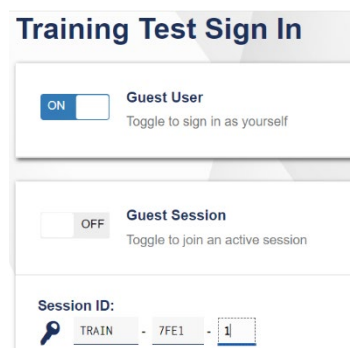 Training Test Sign In
ON
Guest User
Toggle to sign in as yourself
OFF
Guest Session
Toggle to join an active session
Session ID:
TRAIN - 7FE1 - 1